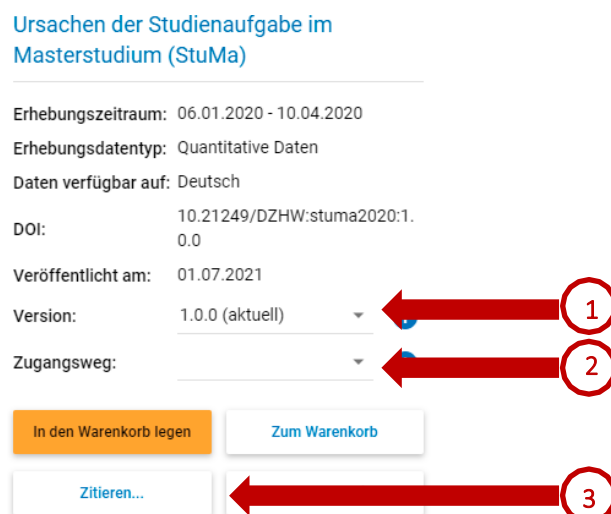 Ursachen der Studienaufgabe im
Masterstudium (StuMa)
Erhebungszeitraum: 06.01.2020 - 10.04.2020
Erhebungsdatentyp: Quantitative Daten
Daten verfügbar auf: Deutsch
DOI: 10.21249/DZHW:stuma2020:1.
0.0
Veröffentlicht am: 01.07.2021
Version: 1.0.0 (aktuell) 1
Zugangsweg: 2
In den Warenkorb legen Zum Warenkorb
Zitieren... 3